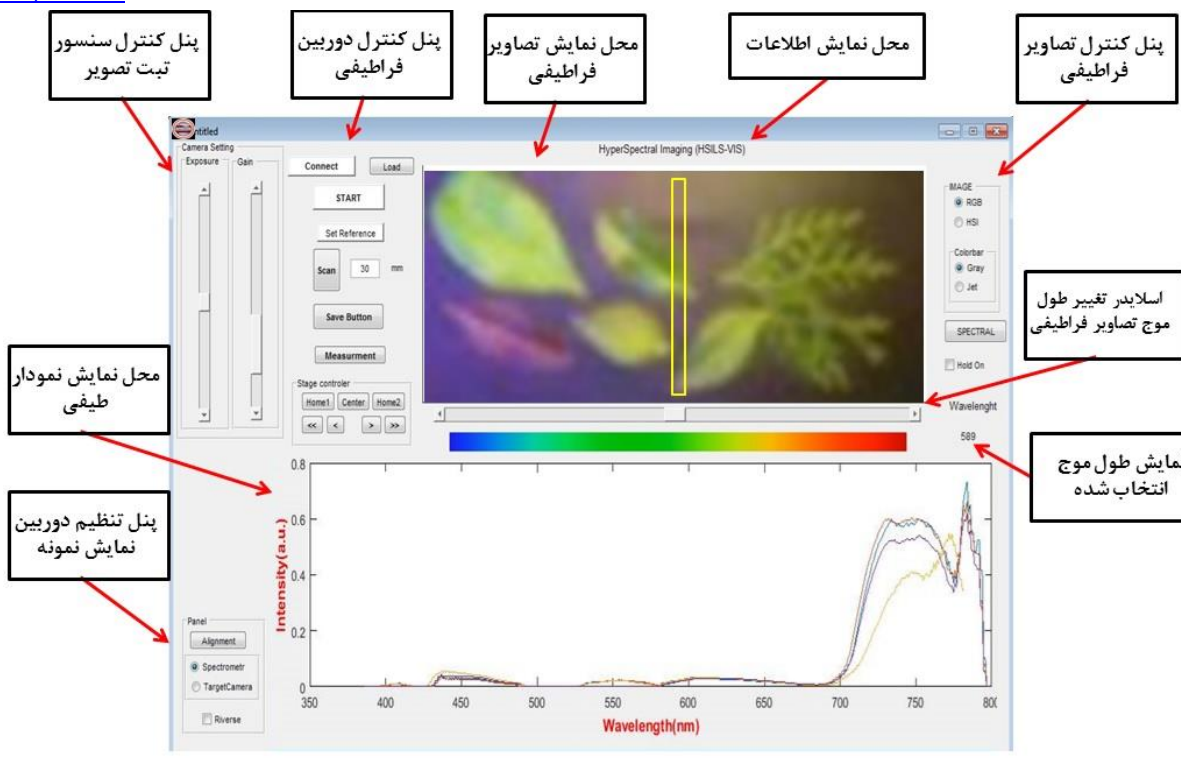 پنل کنترل سنسور
تبت تصویر
پنل کنترل دوربین
فراطیفی
محل نمایش تصاویر
فراطیفی
محل نمایش اطلاعات
پنل کنترل تصاویر
فراطیفی
ntitled
HyperSpectral Imaging (HSILS-VIS)
Camera Setting
Exposure
Gain
Connect
Load
START
Set Reference
Scan
30
mm
Save Button
Measurment
Stage controler
Home1
Center
Home2
<<
<
>
>>
IMAGE
RGB
HSI
Colorbar
Gray
Jet
SPECTRAL
Hold On
Wavelenght
589
اسلایدر تغییر طول
موج تصاویر فراطیفی
محل نمایش نمودار
طیفی
مایش طول موج
انتخاب شده
پنل تنظیم دوربین
نمایش نمونه
Panel
Alignment
Spectrometr
TargetCamera
Riverse
0.8
0.6
0.4
0.2
0
Intensity(a.u.)
350
400
450
500
550
600
650
700
750
80
Wavelength(nm)